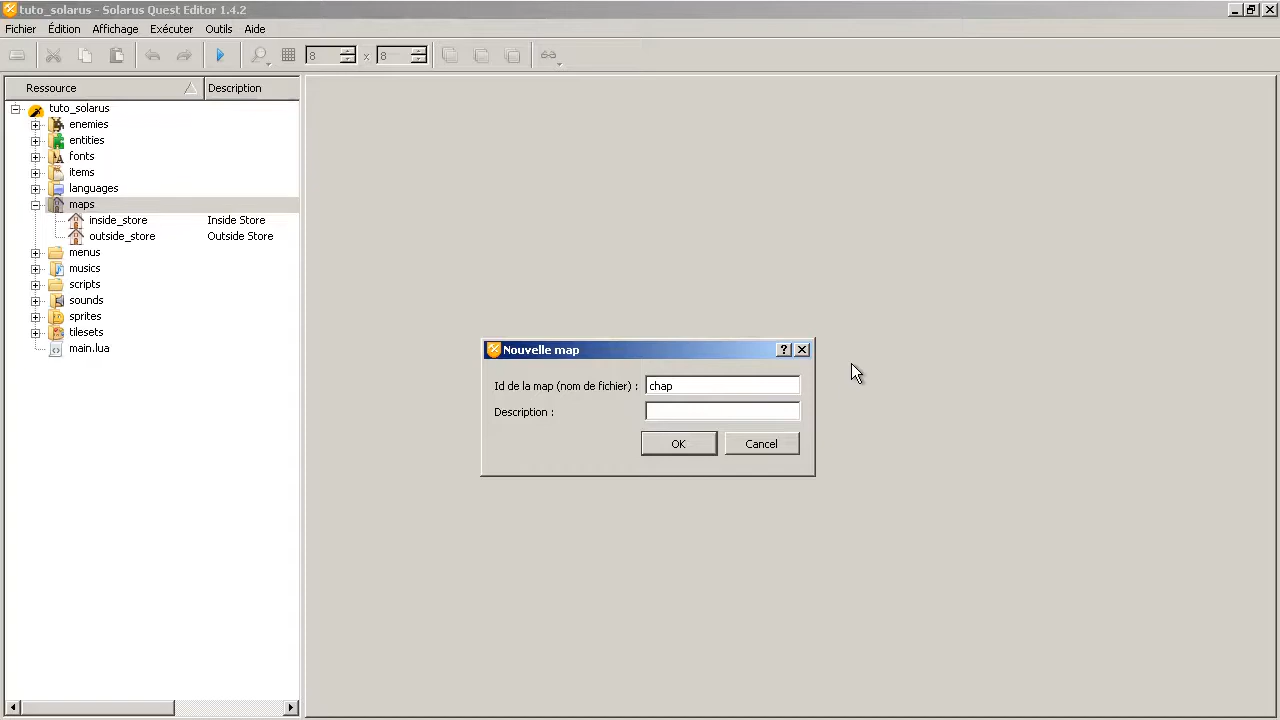 tuto_solarus - Solarus Quest Editor 1.4.2
Fichier Édition Affichage Exécuter Outils Aide
8 x 8
Ressource Description
tuto_solarus
enemies
entities
fonts
items
languages
maps
inside_store Inside Store
outside_store Outside Store
menus
musics
scripts
sounds
sprites
tilesets
main.lua
Nouvelle map
Id de la map (nom de fichier) : chap
Description :
OK Cancel